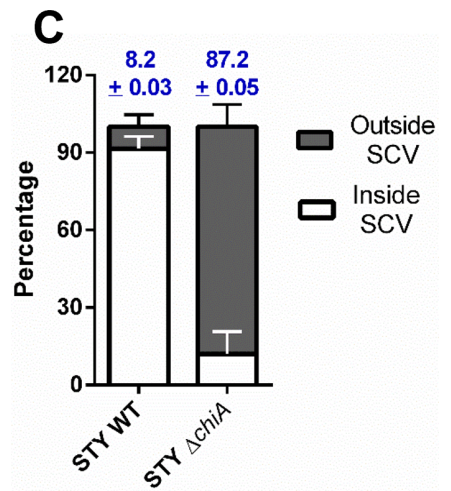 C
8.2 87.2
± 0.03 ± 0.05
120
90
60
30
0
Percentage
Outside
SCV
Inside
SCV
STY WT
STY ΔchiA